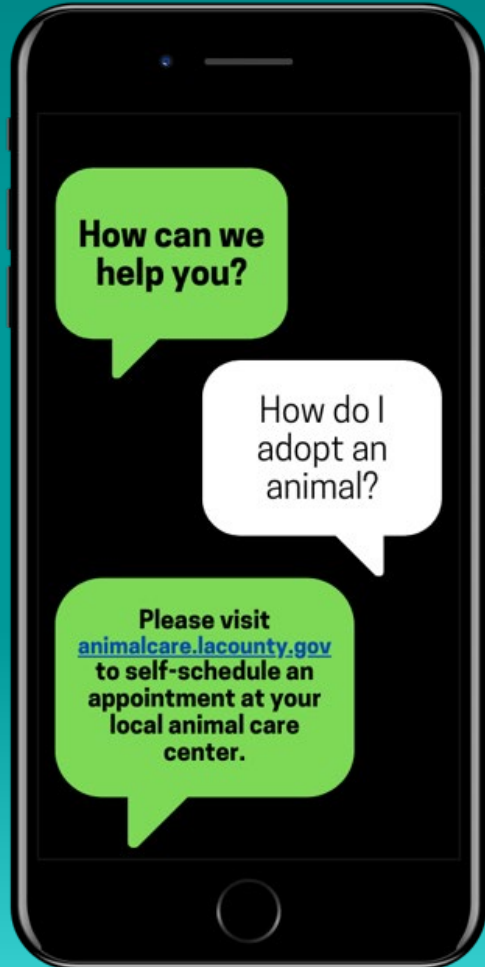 How can we
help you?
How do I
adopt an
animal?
Please visit
animalcare.lacounty.gov
to self-schedule an
appointment at your
local animal care
center.